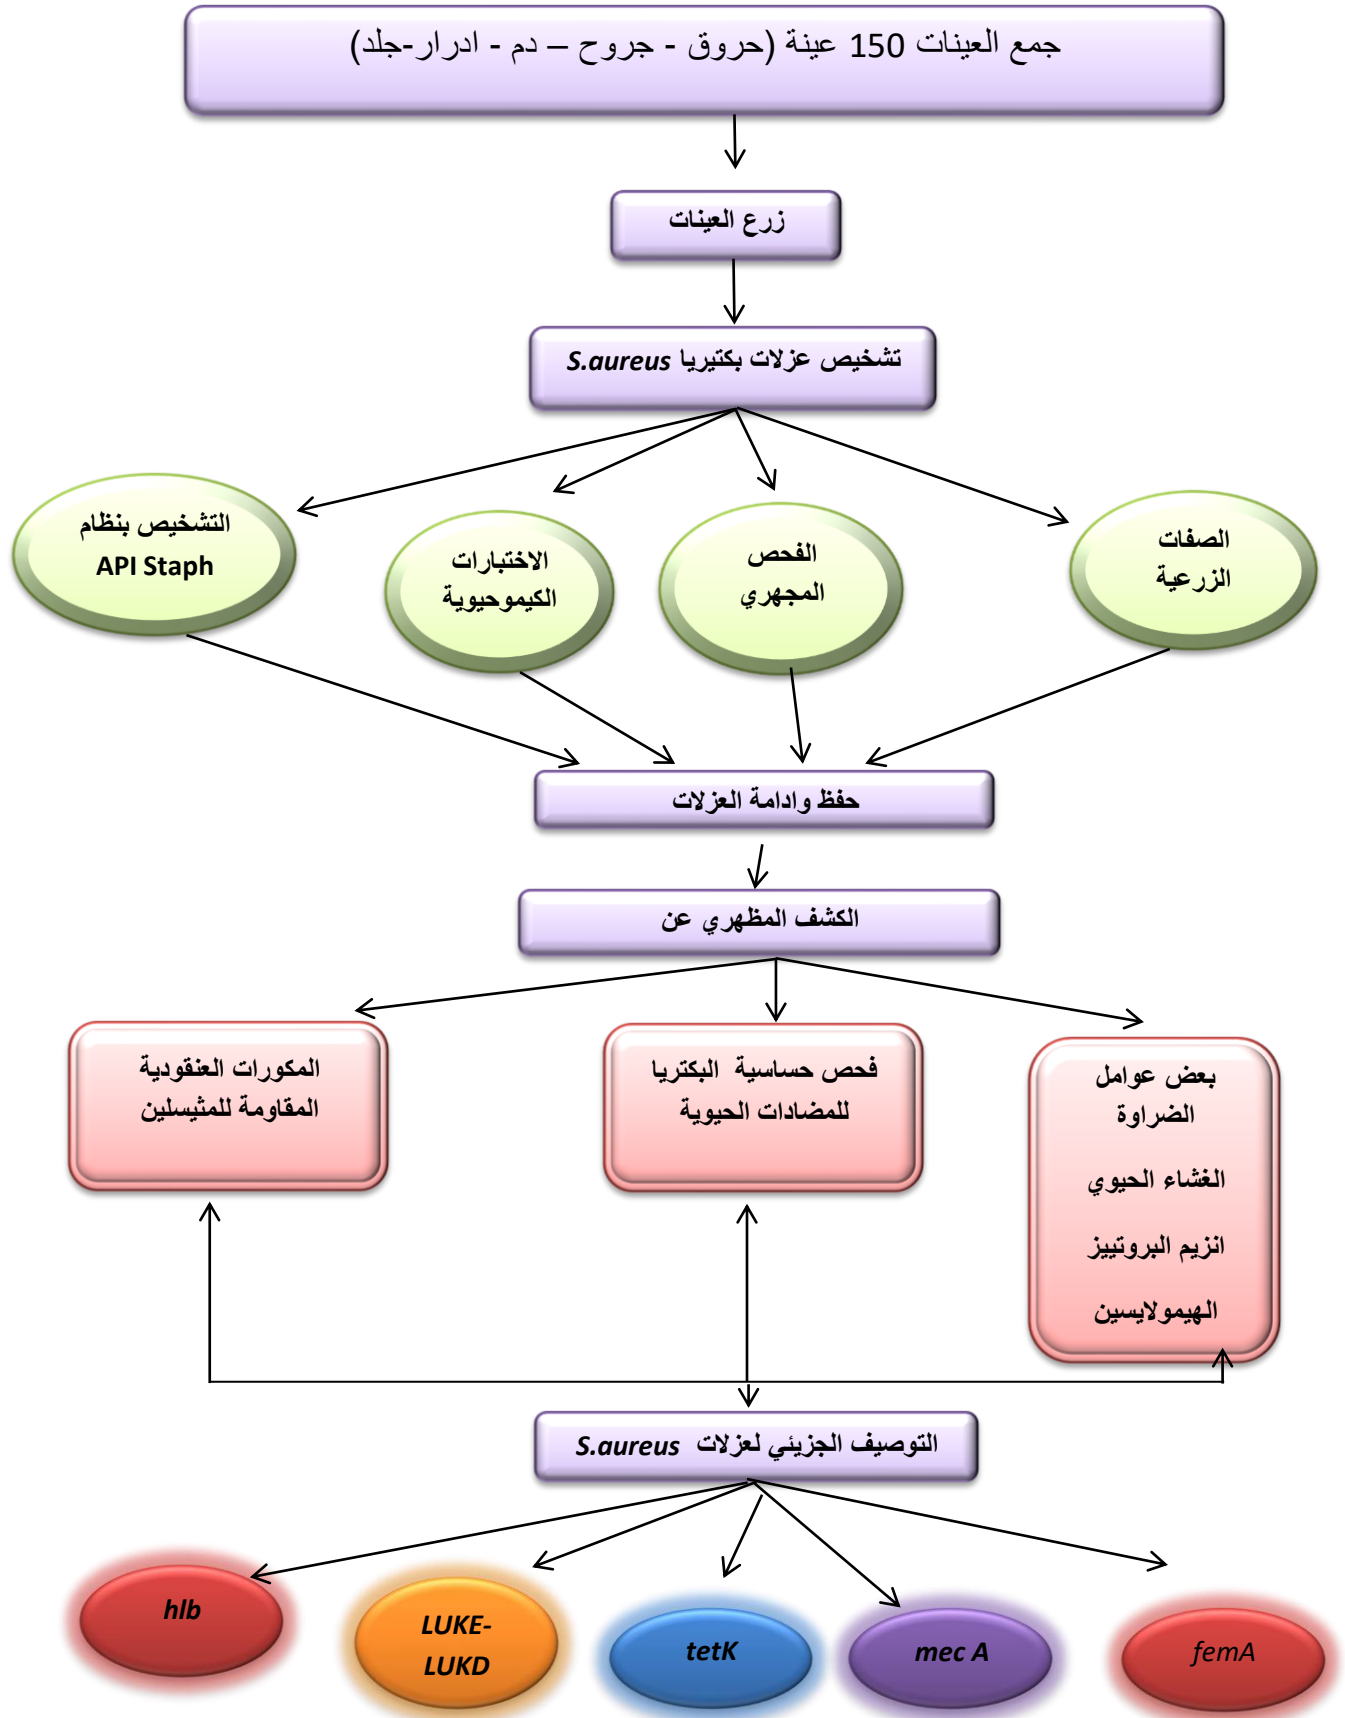 جمع العينات 150 عينة (حروق - جروح – دم - ادرار-جلد)
زرع العينات
تشخيص عزلات بكتيريا S.aureus
الصفات
الزرعية
الفحص
المجهري
الاختبارات
الكيموحيوية
التشخيص بنظام
API Staph
حفظ وادامة العزلات
الكشف المظهري عن
بعض عوامل
الضراوة
الغشاء الحيوي
انزيم البروتييز
الهيمولايسين
فحص حساسية البكتريا
للمضادات الحيوية
المكورات العنقودية
المقاومة للمثيسلين
التوصيف الجزيئي لعزلات S.aureus
femA
mec A
tetK
LUKE-
LUKD
hlb